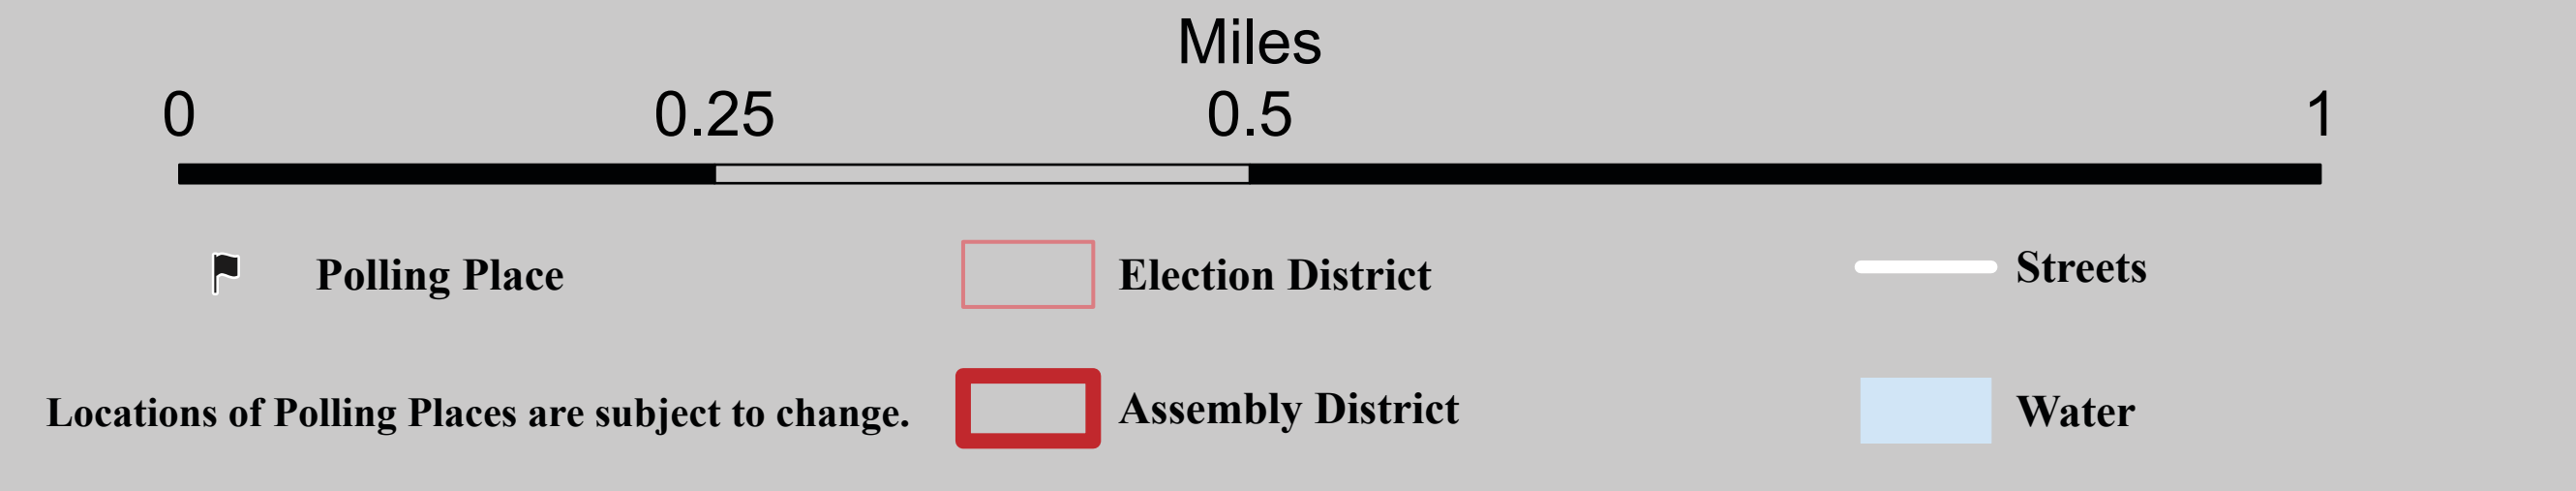 Miles
0 0.25 0.5 1
Polling Place Election District Streets
Locations of Polling Places are subject to change. Assembly District Water